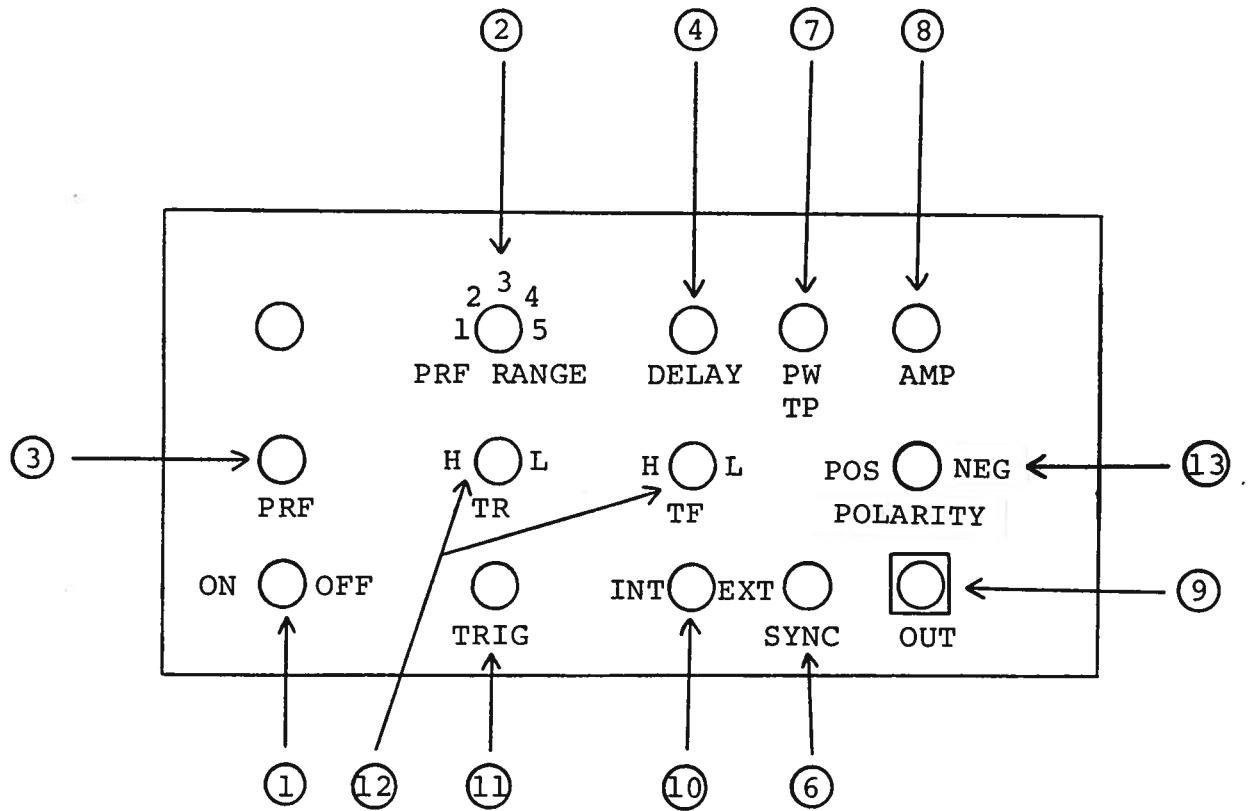 2 4 7 8
2 3 4
1 5
PRF RANGE DELAY PW AMP
TP
3
H L H L POS NEG 13
PRF TR TF POLARITY
ON OFF INT EXT 9
TRIG SYNC OUT
1 12 11 10 6